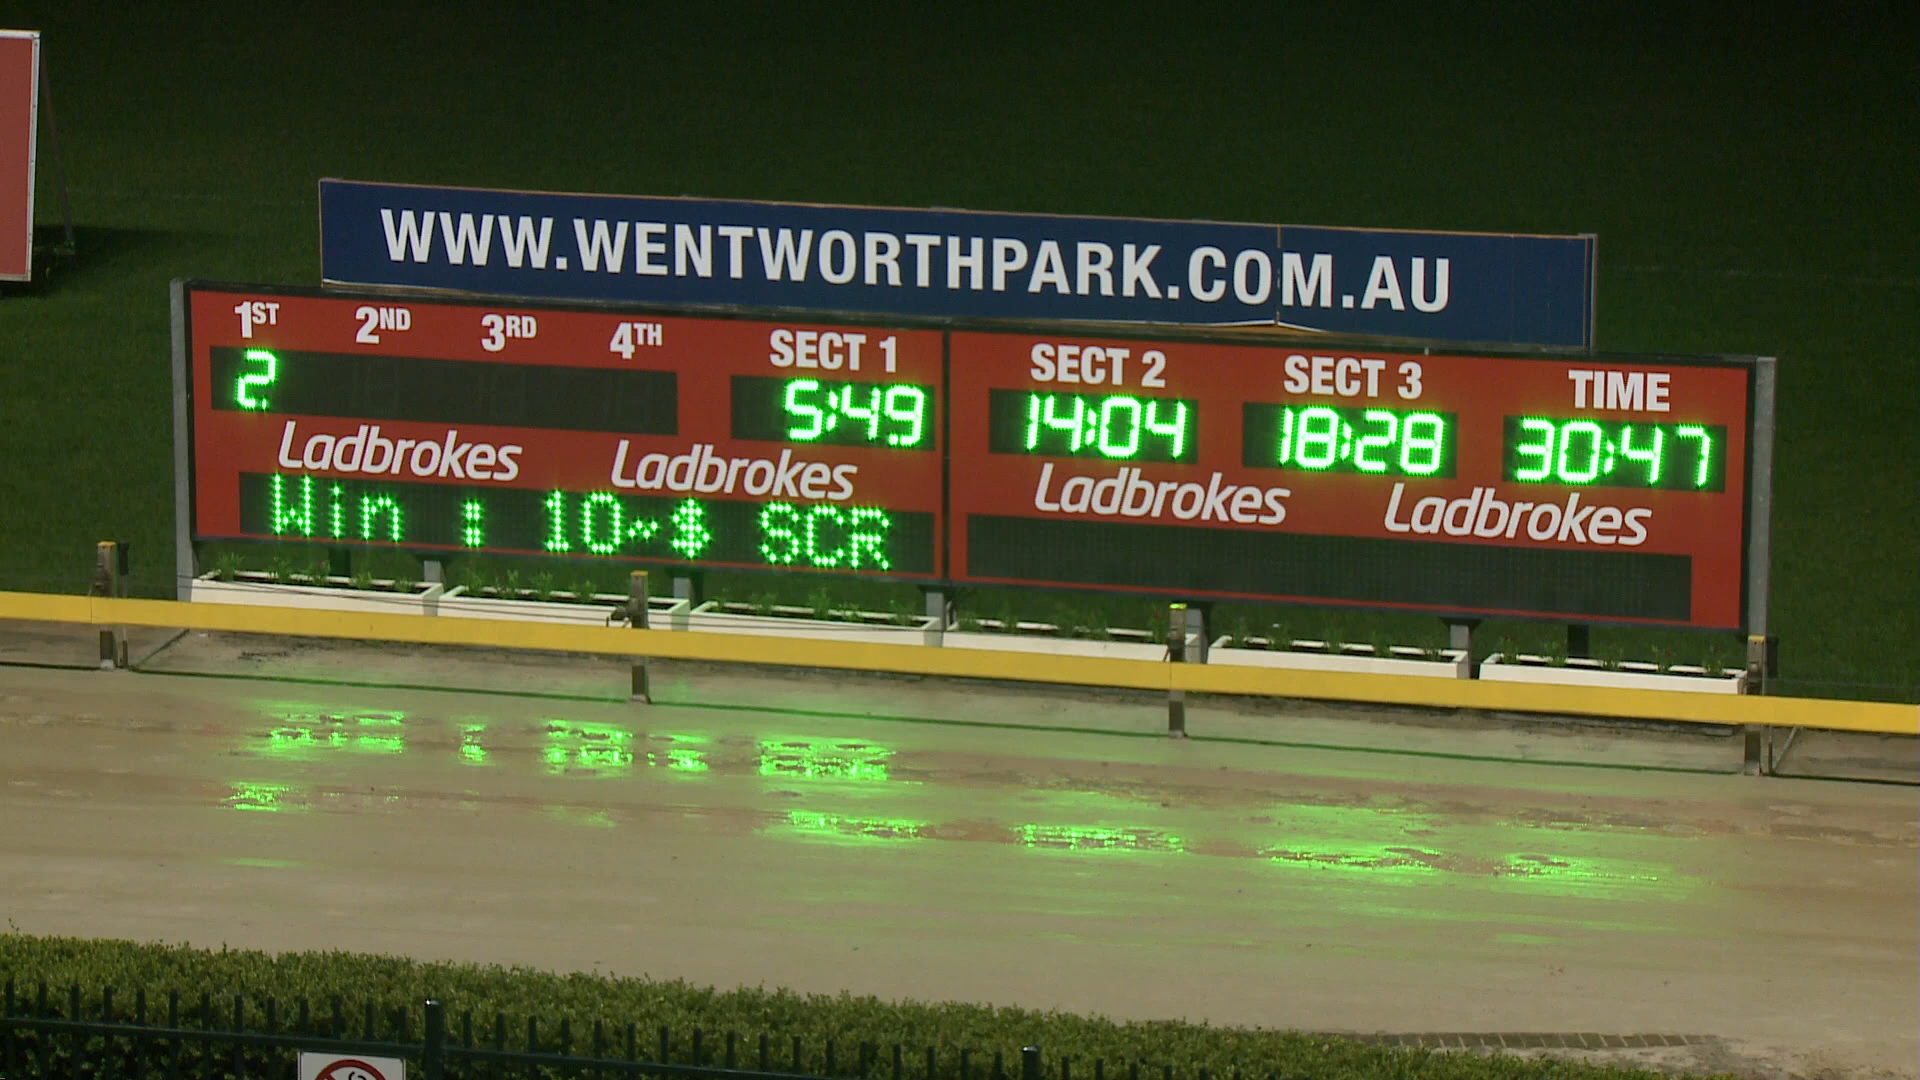 WWW.WENTWORTHPARK.COM.AU
1ST 2ND 3RD 4TH SECT 1 SECT 2 SECT 3 TIME
2 5:49 14:04 18:28 30:47
Ladbrokes Ladbrokes Ladbrokes Ladbrokes
Win : 10~$ SCR